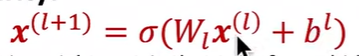 x^(l+1) = σ(W_l x^(l) + b^l)